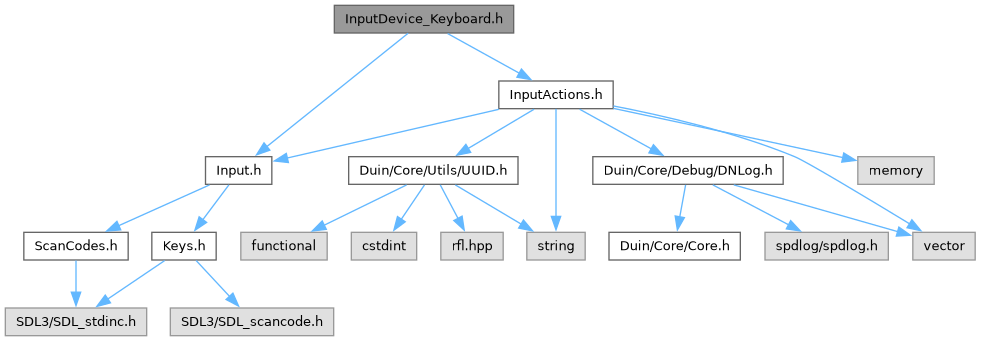 InputDevice_Keyboard.h
InputActions.h
Input.h
Duin/Core/Utils/UUID.h
Duin/Core/Debug/DNLog.h
memory
ScanCodes.h
Keys.h
functional
cstdint
rfl.hpp
string
Duin/Core/Core.h
spdlog/spdlog.h
vector
SDL3/SDL_stdinc.h
SDL3/SDL_scancode.h